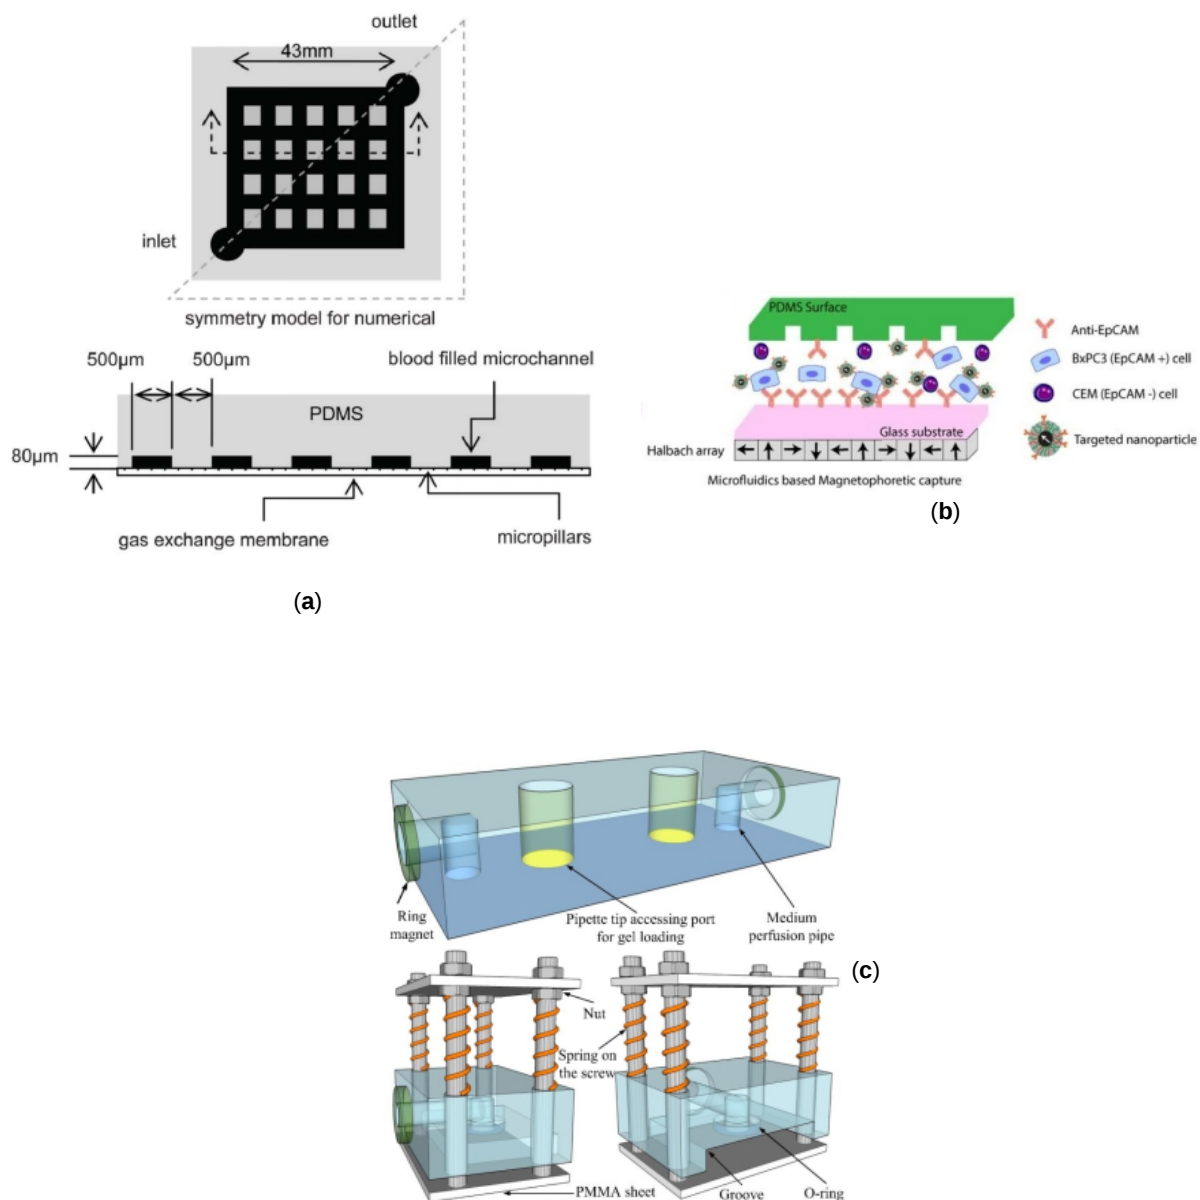 outlet
43mm
inlet
symmetry model for numerical
500µm
500µm
blood filled microchannel
PDMS
80µm
gas exchange membrane
micropillars
(a)
PDMS Surface
Anti-EpCAM
BxPC3 (EpCAM +) cell
CEM (EpCAM -) cell
Glass substrate
Targeted nanoparticle
Halbach array
Microfluidics based Magnetophoretic capture
(b)
Ring
magnet
Pipette tip accessing port
for gel loading
Medium
perfusion pipe
(c)
Nut
Spring on
the screw
PMMA sheet
Groove
O-ring